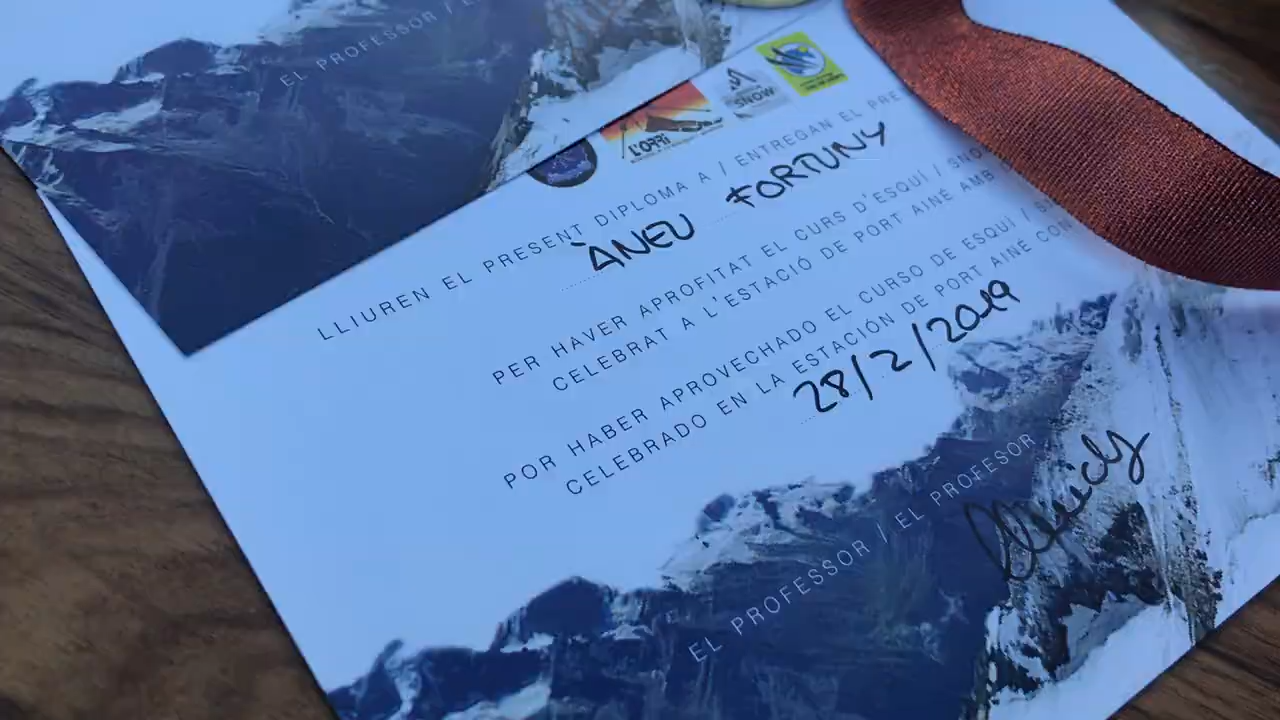 EL PROFESSOR / E
L'ORRi
SNOW
LLIUREN EL PRESENT DIPLOMA A / ENTREGAN EL PRE
ÀNEU FORTUNY
PER HAVER APROFITAT EL CURS D'ESQUÍ / SNO
CELEBRAT A L'ESTACIÓ DE PORT AINÉ AMB
POR HABER APROVECHADO EL CURSO DE ESQUÍ / S
CELEBRADO EN LA ESTACIÓN DE PORT AINÉ CON
28/2/2019
EL PROFESSOR / EL PROFESOR